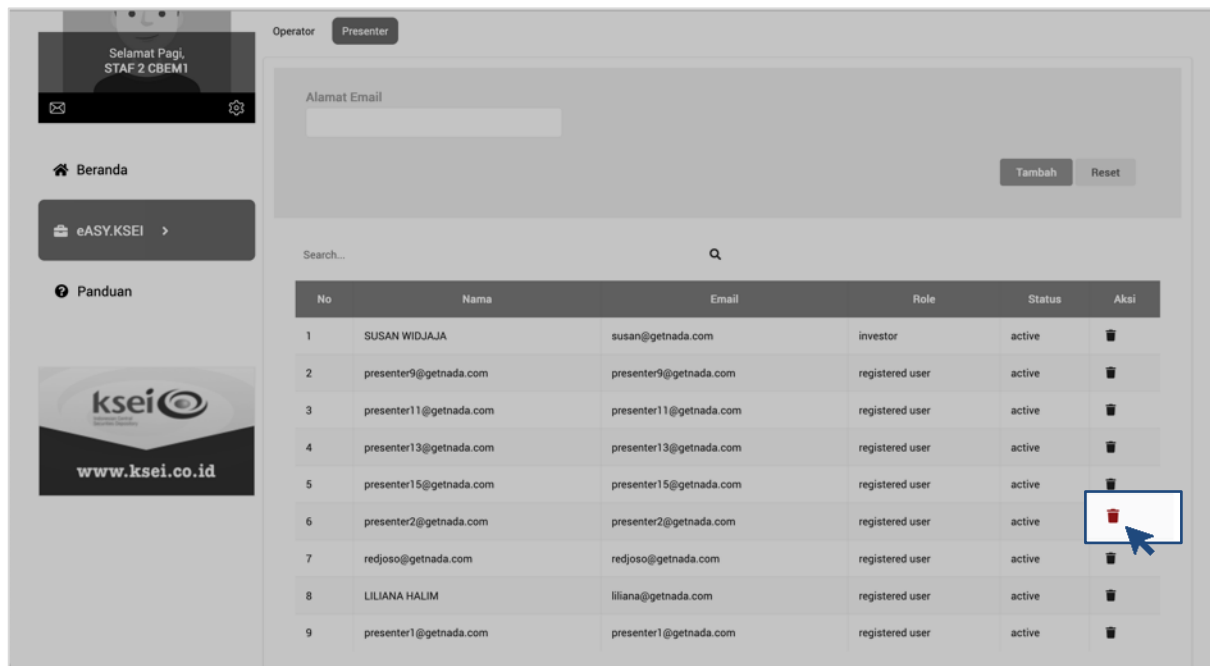 Operator Presenter
Selamat Pagi,
STAF 2 CBEM1
Alamat Email
Beranda
Tambah Reset
eASY.KSEI
Search...
Panduan
No Nama Email Role Status Aksi
1 SUSAN WIDJAJA susan@getnada.com investor active
2 presenter9@getnada.com presenter9@getnada.com registered user active
3 presenter11@getnada.com presenter11@getnada.com registered user active
4 presenter13@getnada.com presenter13@getnada.com registered user active
5 presenter15@getnada.com presenter15@getnada.com registered user active
6 presenter2@getnada.com presenter2@getnada.com registered user active
7 redjoso@getnada.com redjoso@getnada.com registered user active
8 LILIANA HALIM liliana@getnada.com registered user active
9 presenter1@getnada.com presenter1@getnada.com registered user active
ksei
www.ksei.co.id